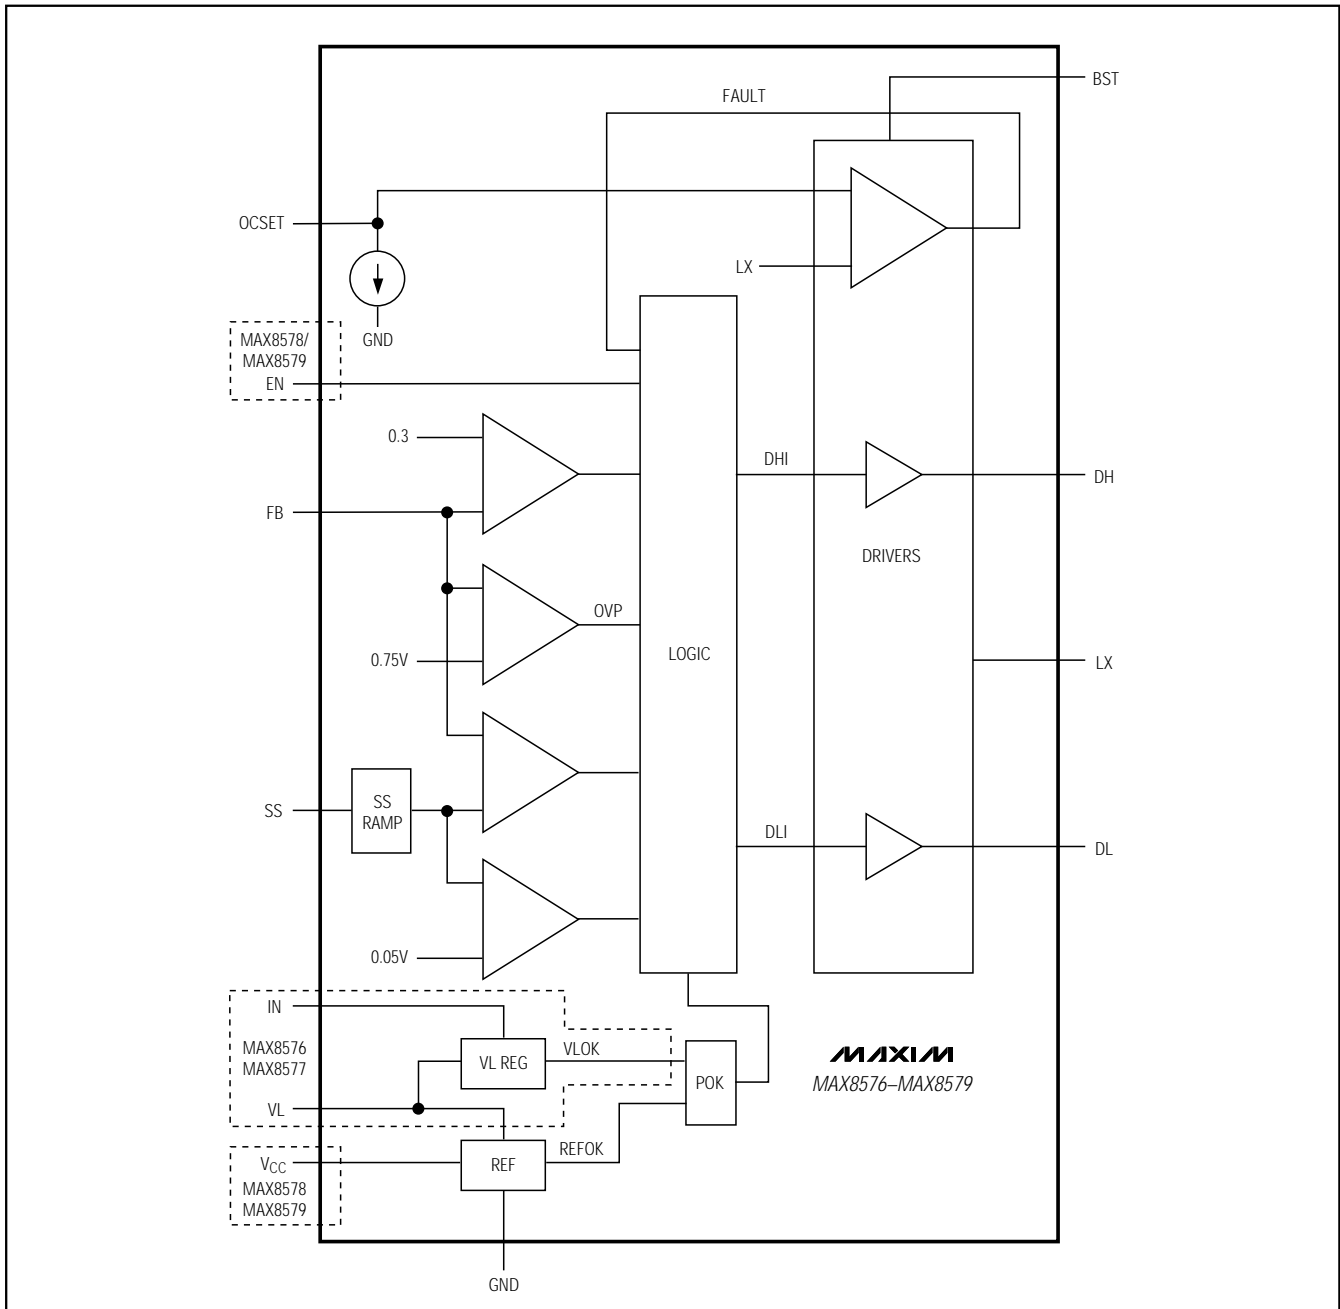 BST
FAULT
OCSET
LX
GND
MAX8578/
MAX8579
EN
0.3
DHI
DH
FB
DRIVERS
OVP
0.75V
LOGIC
LX
SS
SS
RAMP
DLI
DL
0.05V
IN
MAX8576
MAX8577
VL REG
VLOK
POK
MAXIM
MAX8576–MAX8579
VL
REFOK
VCC
REF
MAX8578
MAX8579
GND